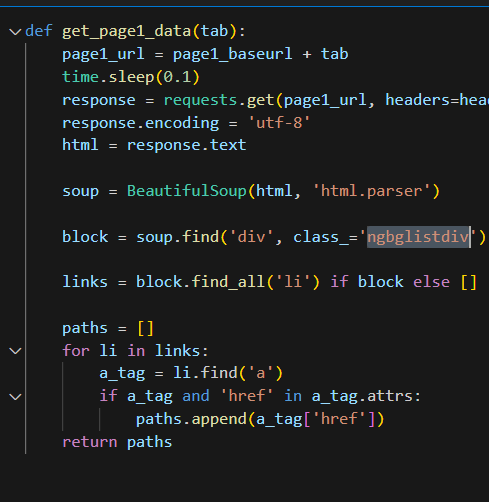 def get_page1_data(tab):
    page1_url = page1_baseurl + tab
    time.sleep(0.1)
    response = requests.get(page1_url, headers=hea
    response.encoding = 'utf-8'
    html = response.text
    soup = BeautifulSoup(html, 'html.parser')
    block = soup.find('div', class_='ngbglistdiv')
    links = block.find_all('li') if block else []
    paths = []
    for li in links:
        a_tag = li.find('a')
        if a_tag and 'href' in a_tag.attrs:
            paths.append(a_tag['href'])
    return paths